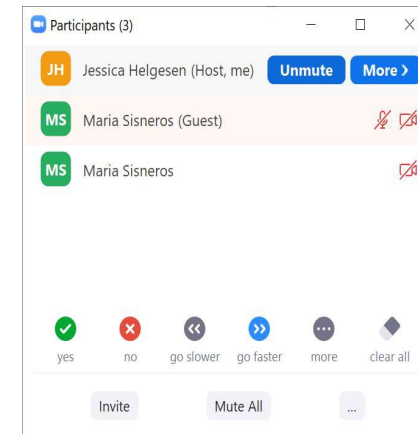 Participants (3)
JH Jessica Helgesen (Host, me) Unmute More >
MS Maria Sisneros (Guest)
MS Maria Sisneros
yes no go slower go faster more clear all
Invite Mute All ...